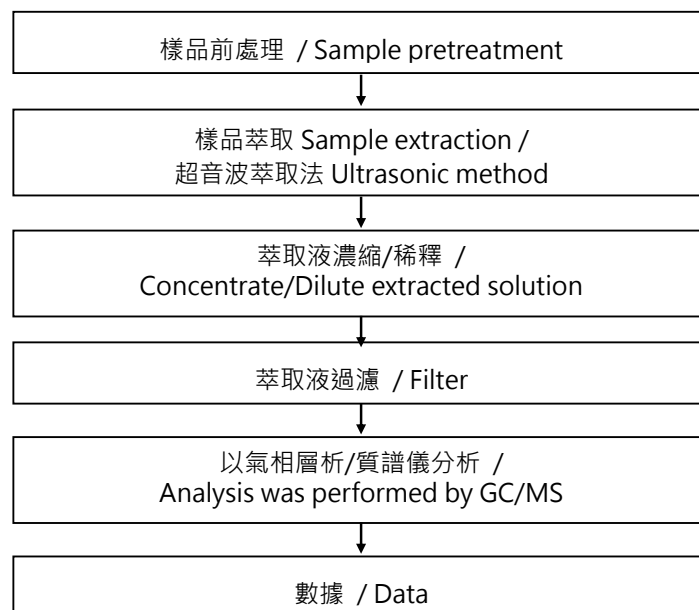 樣品前處理 / Sample pretreatment
樣品萃取 Sample extraction /
超音波萃取法 Ultrasonic method
萃取液濃縮/稀釋 /
Concentrate/Dilute extracted solution
萃取液過濾 / Filter
以氣相層析/質譜儀分析 /
Analysis was performed by GC/MS
數據 / Data